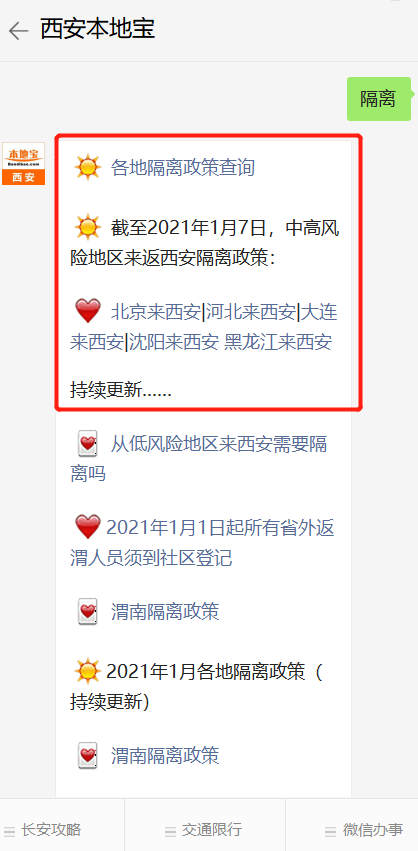 西安本地宝
隔离
本地宝
Bendibao.com
西安
各地隔离政策查询
截至2021年1月7日，中高风
险地区来返西安隔离政策：
北京来西安|河北来西安|大连
来西安|沈阳来西安 黑龙江来西安
持续更新......
从低风险地区来西安需要隔
离吗
2021年1月1日起所有省外返
渭人员须到社区登记
渭南隔离政策
2021年1月各地隔离政策（
持续更新）
渭南隔离政策
长安攻略
交通限行
微信办事